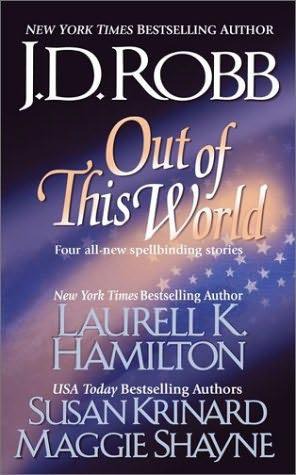 NEW YORK TIMES BESTSELLING AUTHOR
J.D. ROBB
Out of
This World
Four all-new spellbinding stories
New York Times Bestselling Author
LAURELL K.
HAMILTON
USA Today Bestselling Authors
SUSAN KRINARD
MAGGIE SHAYNE